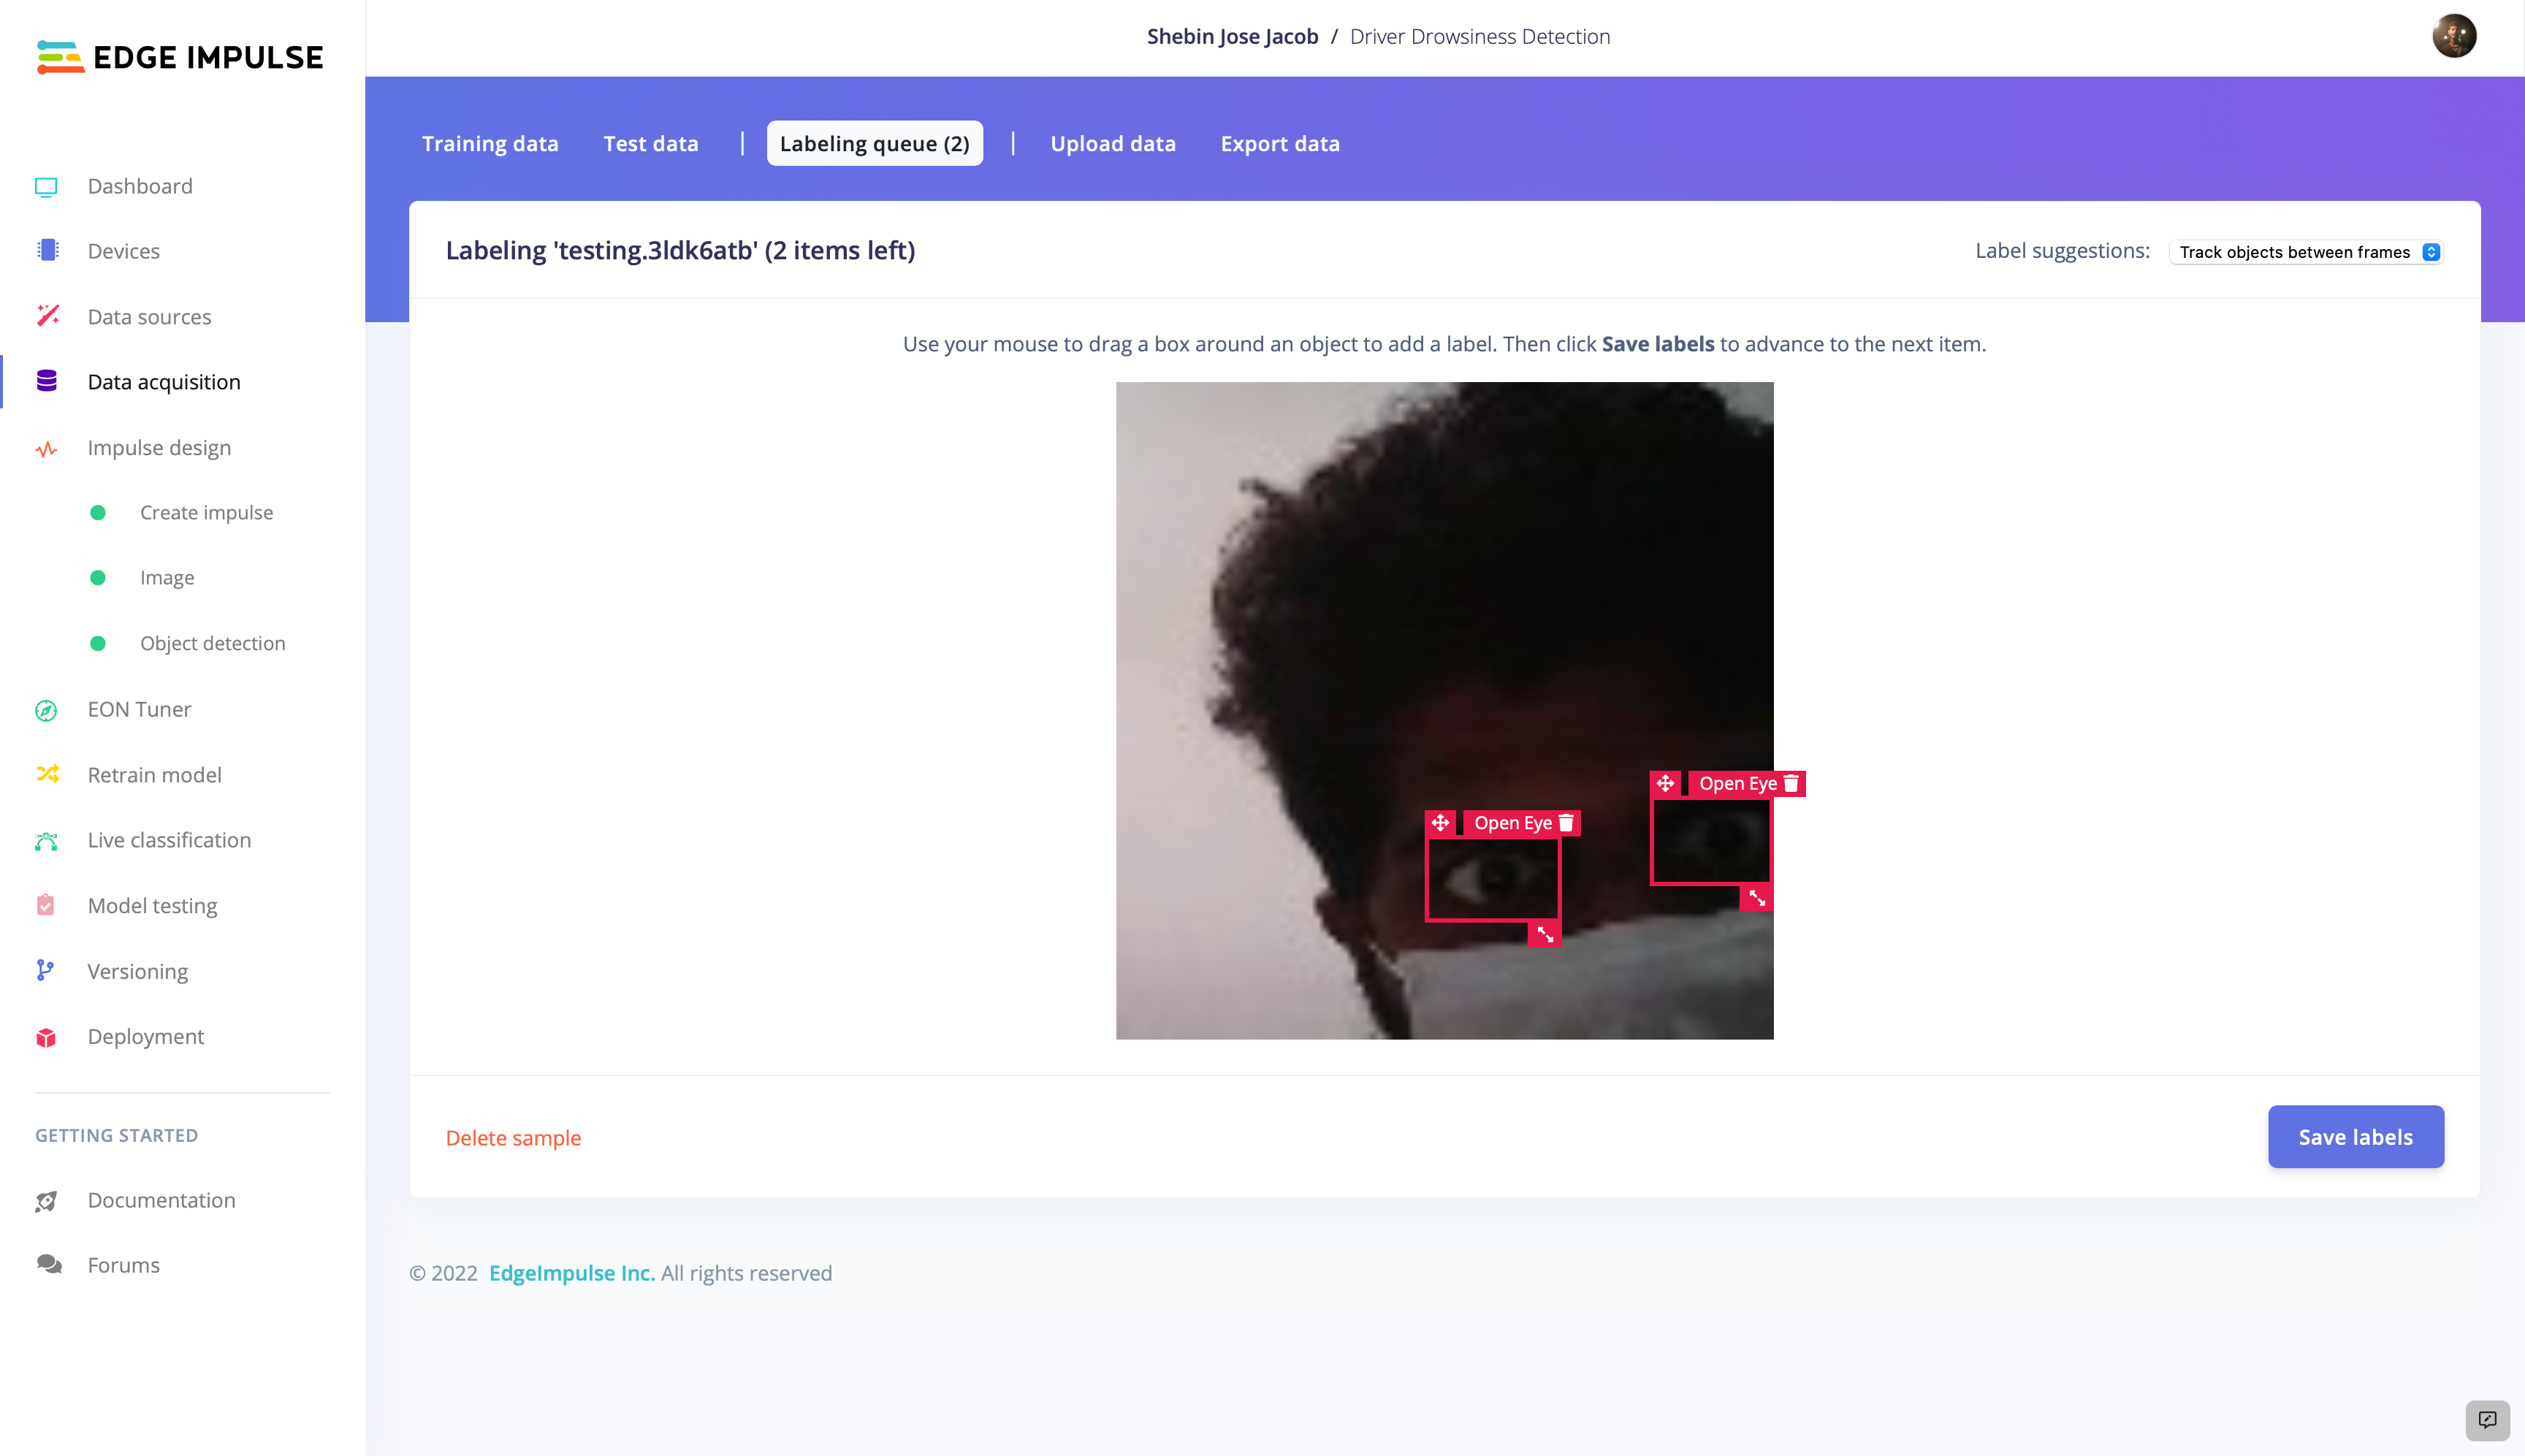 EDGE IMPULSE
Shebin Jose Jacob / Driver Drowsiness Detection
Training data Test data | Labeling queue (2) | Upload data Export data
Dashboard
Devices
Data sources
Data acquisition
Impulse design
Create impulse
Image
Object detection
EON Tuner
Retrain model
Live classification
Model testing
Versioning
Deployment
GETTING STARTED
Documentation
Forums
Labeling 'testing.3ldk6atb' (2 items left)
Label suggestions: Track objects between frames
Use your mouse to drag a box around an object to add a label. Then click Save labels to advance to the next item.
Open Eye
Open Eye
Delete sample
Save labels
© 2022 EdgeImpulse Inc. All rights reserved